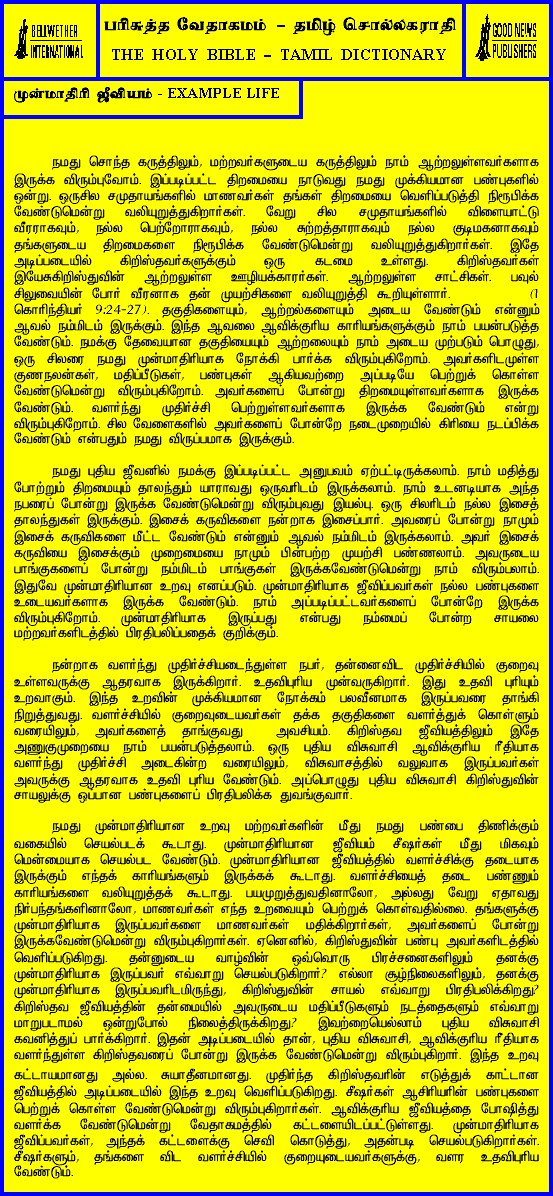 BELLWETHER
INTERNATIONAL
பரிசுத்த வேதாகமம் – தமிழ் சொல்லகராதி
THE HOLY BIBLE – TAMIL DICTIONARY
GOOD NEWS
PUBLISHERS
முன்மாதிரி ஜீவியம் - EXAMPLE LIFE
நமது சொந்த கருத்திலும், மற்றவர்களுடைய கருத்திலும் நாம் ஆற்றலுள்ளவர்களாக
இருக்க விரும்புவோம். இப்படிப்பட்ட திறமையை நாடுவது நமது முக்கியமான பண்புகளில்
ஒன்று. ஒருசில சமுதாயங்களில் மாணவர்கள் தங்கள் திறமையை வெளிப்படுத்தி நிரூபிக்க
வேண்டுமென்று வலியுறுத்துகிறார்கள். வேறு சில சமுதாயங்களில் விளையாட்டு
வீரராகவும், நல்ல பெற்றோராகவும், நல்ல சுற்றத்தாராகவும் நல்ல குடிமகனாகவும்
தங்களுடைய திறமைகளை நிரூபிக்க வேண்டுமென்று வலியுறுத்துகிறார்கள். இதே
அடிப்படையில் கிறிஸ்தவர்களுக்கும் ஒரு கடமை உள்ளது. கிறிஸ்தவர்கள்
இயேசுகிறிஸ்துவின் ஆற்றலுள்ள ஊழியக்காரர்கள். ஆற்றலுள்ள சாட்சிகள். பவுல்
சிலுவையின் போர் வீரனாக தன் முயற்சிகளை வலியுறுத்தி கூறியுள்ளார். (1
கொரிந்தியர் 9:24-27). தகுதிகளையும், ஆற்றல்களையும் அடைய வேண்டும் என்னும்
ஆவல் நம்மிடம் இருக்கும். இந்த ஆவலை ஆவிக்குரிய காரியங்களுக்கும் நாம் பயன்படுத்த
வேண்டும். நமக்கு தேவையான தகுதியையும் ஆற்றலையும் நாம் அடைய முற்படும் பொழுது,
ஒரு சிலரை நமது முன்மாதிரியாக நோக்கி பார்க்க விரும்புகிறோம். அவர்களிடமுள்ள
குணநலன்கள், மதிப்பீடுகள், பண்புகள் ஆகியவற்றை அப்படியே பெற்றுக் கொள்ள
வேண்டுமென்று விரும்புகிறோம். அவர்களைப் போன்று திறமையுள்ளவர்களாக இருக்க
வேண்டும். வளர்ந்து முதிர்ச்சி பெற்றுள்ளவர்களாக இருக்க வேண்டும் என்று
விரும்புகிறோம். சில வேளைகளில் அவர்களைப் போன்றே நடைமுறையில் கிரியை நடப்பிக்க
வேண்டும் என்பதும் நமது விருப்பமாக இருக்கும்.
நமது புதிய ஜீவனில் நமக்கு இப்படிப்பட்ட அனுபவம் ஏற்பட்டிருக்கலாம். நாம் மதித்து
போற்றும் திறமையும் தாலந்தும் யாராவது ஒருவரிடம் இருக்கலாம். நாம் உடனடியாக அந்த
நபரைப் போன்று இருக்க வேண்டுமென்று விரும்புவது இயல்பு. ஒரு சிலரிடம் நல்ல இசைத்
தாலந்துகள் இருக்கும். இசைக் கருவிகளை நன்றாக இசைப்பார். அவரைப் போன்று நாமும்
இசைக் கருவிகளை மீட்ட வேண்டும் என்னும் ஆவல் நம்மிடம் இருக்கலாம். அவர் இசைக்
கருவியை இசைக்கும் முறைமையை நாமும் பின்பற்ற முயற்சி பண்ணலாம். அவருடைய
பாங்குகளைப் போன்று நம்மிடம் பாங்குகள் இருக்கவேண்டுமென்று நாம் விரும்பலாம்.
இதுவே முன்மாதிரியான உறவு எனப்படும். முன்மாதிரியாக ஜீவிப்பவர்கள் நல்ல பண்புகளை
உடையவர்களாக இருக்க வேண்டும். நாம் அப்படிப்பட்டவர்களைப் போன்றே இருக்க
விரும்புகிறோம். முன்மாதிரியாக இருப்பது என்பது நம்மைப் போன்ற சாயலை
மற்றவர்களிடத்தில் பிரதிபலிப்பதைக் குறிக்கும்.
நன்றாக வளர்ந்து முதிர்ச்சியடைந்துள்ள நபர், தன்னைவிட முதிர்ச்சியில் குறைவு
உள்ளவருக்கு ஆதரவாக இருக்கிறார். உதவிபுரிய முன்வருகிறார். இது உதவி புரியும்
உறவாகும். இந்த உறவின் முக்கியமான நோக்கம் பலவீனமாக இருப்பவரை தாங்கி
நிறுத்துவது. வளர்ச்சியில் குறைவுடையவர்கள் தக்க தகுதிகளை வளர்த்துக் கொள்ளும்
வரையிலும், அவர்களைத் தாங்குவது அவசியம். கிறிஸ்தவ ஜீவியத்திலும் இதே
அணுகுமுறையை நாம் பயன்படுத்தலாம். ஒரு புதிய விசுவாசி ஆவிக்குரிய ரீதியாக
வளர்ந்து முதிர்ச்சி அடைகின்ற வரையிலும், விசுவாசத்தில் வலுவாக இருப்பவர்கள்
அவருக்கு ஆதரவாக உதவி புரிய வேண்டும். அப்பொழுது புதிய விசுவாசி கிறிஸ்துவின்
சாயலுக்கு ஒப்பான பண்புகளைப் பிரதிபலிக்க துவங்குவார்.
நமது முன்மாதிரியான உறவு மற்றவர்களின் மீது நமது பண்பை திணிக்கும்
வகையில் செயல்படக் கூடாது. முன்மாதிரியான ஜீவியம் சீஷர்கள் மீது மிகவும்
மென்மையாக செயல்பட வேண்டும். முன்மாதிரியான ஜீவியத்தில் வளர்ச்சிக்கு தடையாக
இருக்கும் எந்தக் காரியங்களும் இருக்கக் கூடாது. வளர்ச்சியைத் தடை பண்ணும்
காரியங்களை வலியுறுத்தக் கூடாது. பயமுறுத்துவதினாலோ, அல்லது வேறு ஏதாவது
நிர்பந்தங்களினாலோ, மாணவர்கள் எந்த உறவையும் பெற்றுக் கொள்வதில்லை. தங்களுக்கு
முன்மாதிரியாக இருப்பவர்களை மாணவர்கள் மதிக்கிறார்கள், அவர்களைப் போன்று
இருக்கவேண்டுமென்று விரும்புகிறார்கள். ஏனெனில், கிறிஸ்துவின் பண்பு அவர்களிடத்தில்
வெளிப்படுகிறது. தன்னுடைய வாழ்வின் ஒவ்வொரு பிரச்சனைகளிலும் தனக்கு
முன்மாதிரியாக இருப்பவர் எவ்வாறு செயல்படுகிறார்? எல்லா சூழ்நிலைகளிலும், தனக்கு
முன்மாதிரியாக இருப்பவரிடமிருந்து, கிறிஸ்துவின் சாயல் எவ்வாறு பிரதிபலிக்கிறது?
கிறிஸ்தவ ஜீவியத்தின் தன்மையில் அவருடைய மதிப்பீடுகளும் நடத்தைகளும் எவ்வாறு
மாறுபடாமல் ஒன்றுபோல் நிலைத்திருக்கிறது? இவற்றையெல்லாம் புதிய விசுவாசி
கவனித்துப் பார்க்கிறார். இதன் அடிப்படையில் தான், புதிய விசுவாசி, ஆவிக்குரிய ரீதியாக
வளர்ந்துள்ள கிறிஸ்தவரைப் போன்று இருக்க வேண்டுமென்று விரும்புகிறார். இந்த உறவு
கட்டாயமானது அல்ல. சுயாதீனமானது. முதிர்ந்த கிறிஸ்தவரின் எடுத்துக் காட்டான
ஜீவியத்தில் அடிப்படையில் இந்த உறவு வெளிப்படுகிறது. சீஷர்கள் ஆசிரியரின் பண்புகளை
பெற்றுக் கொள்ள வேண்டுமென்று விரும்புகிறார்கள். ஆவிக்குரிய ஜீவியத்தை போஷித்து
வளர்க்க வேண்டுமென்று வேதாகமத்தில் கட்டளையிடப்பட்டுள்ளது. முன்மாதிரியாக
ஜீவிப்பவர்கள், அந்தக் கட்டளைக்கு செவி கொடுத்து, அதன்படி செயல்படுகிறார்கள்.
சீஷர்களும், தங்களை விட வளர்ச்சியில் குறையுடையவர்களுக்கு, வளர உதவிபுரிய
வேண்டும்.